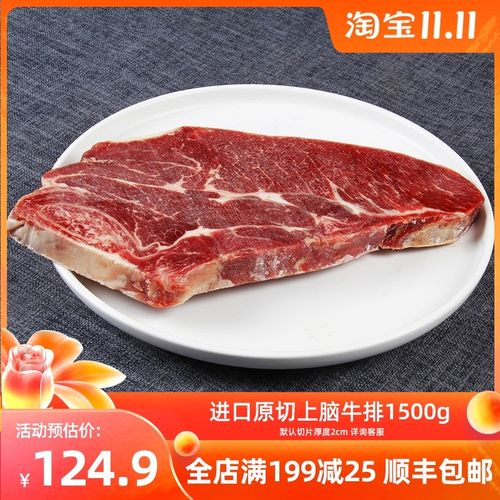 淘宝11.11
进口原切上脑牛排1500g
默认切片厚度2cm 详询客服
活动预估价：
￥124.9
全店满199减25 顺丰包邮